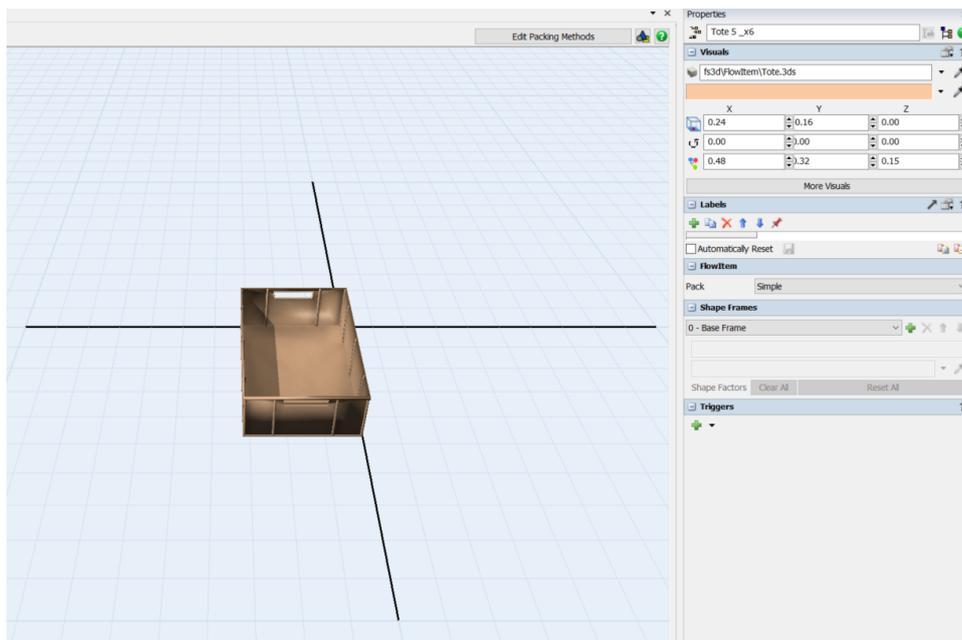 Properties
Edit Packing Methods
Tote 5 _x6
Visuals
fs3d\FlowItem\Tote.3ds
X Y Z
0.24 0.16 0.00
0.00 0.00 0.00
0.48 0.32 0.15
More Visuals
Labels
Automatically Reset
FlowItem
Pack Simple
Shape Frames
0 - Base Frame
Shape Factors Clear All Reset All
Triggers